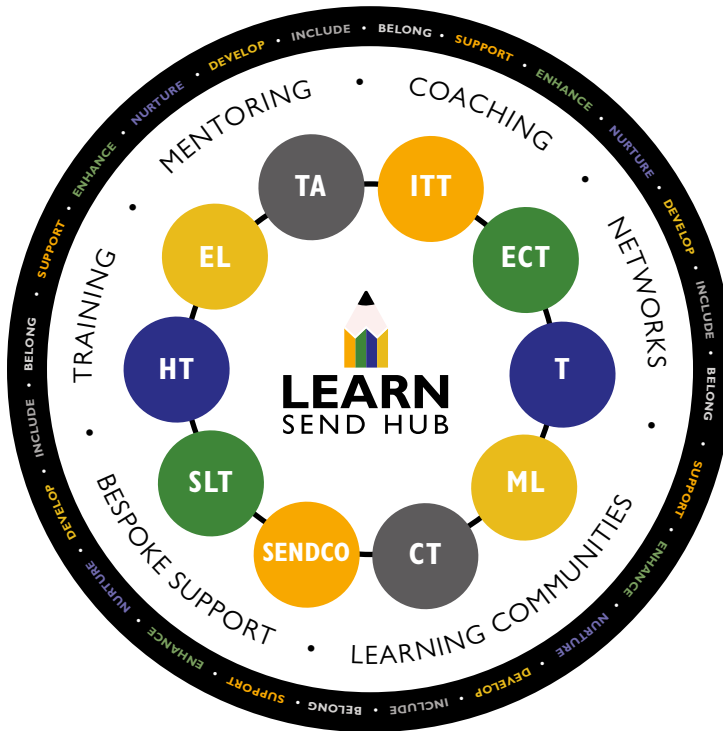 BELONG • SUPPORT • ENHANCE • NURTURE • DEVELOP • INCLUDE • BELONG • SUPPORT • ENHANCE • NURTURE • DEVELOP • INCLUDE • BELONG • SUPPORT • ENHANCE • NURTURE • DEVELOP • INCLUDE • BELONG • SUPPORT • ENHANCE • NURTURE • DEVELOP • INCLUDE •
MENTORING • COACHING • NETWORKS • LEARNING COMMUNITIES • BESPOKE SUPPORT • TRAINING •
TA
ITT
ECT
T
ML
CT
SENDCO
SLT
HT
EL
LEARN
SEND HUB